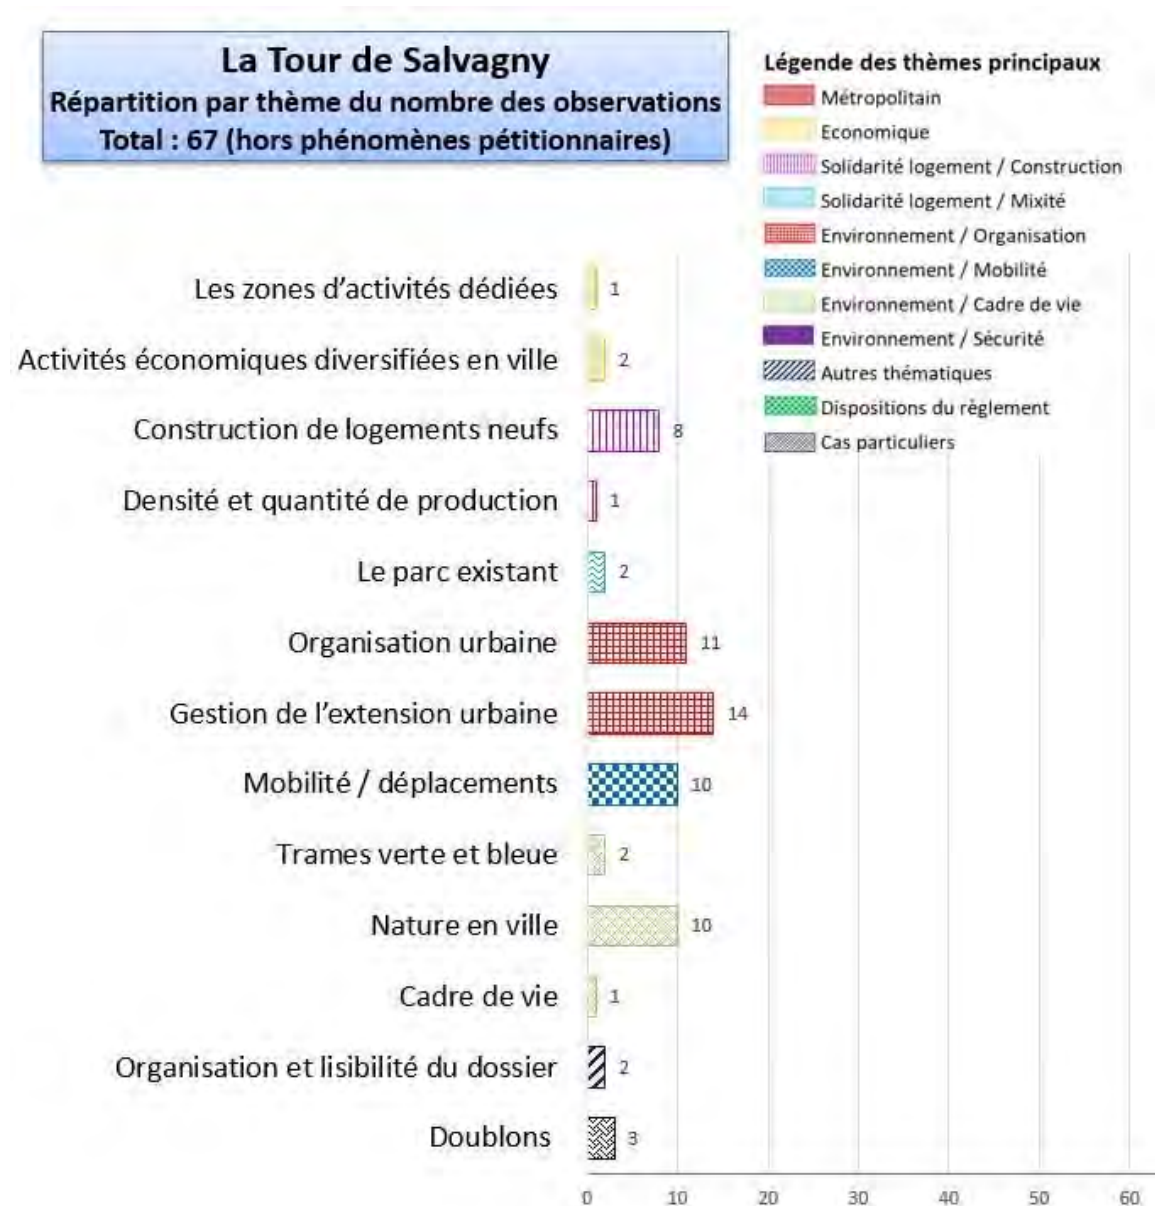 La Tour de Salvagny
Répartition par thème du nombre des observations
Total : 67 (hors phénomènes pétitionnaires)
Légende des thèmes principaux
Métropolitain
Economique
Solidarité logement / Construction
Solidarité logement / Mixité
Environnement / Organisation
Environnement / Mobilité
Environnement / Cadre de vie
Environnement / Sécurité
Autres thématiques
Dispositions du règlement
Cas particuliers
Les zones d'activités dédiées 1
Activités économiques diversifiées en ville 2
Construction de logements neufs 8
Densité et quantité de production 1
Le parc existant 2
Organisation urbaine 11
Gestion de l'extension urbaine 14
Mobilité / déplacements 10
Trames verte et bleue 2
Nature en ville 10
Cadre de vie 1
Organisation et lisibilité du dossier 2
Doublons 3
0 10 20 30 40 50 60